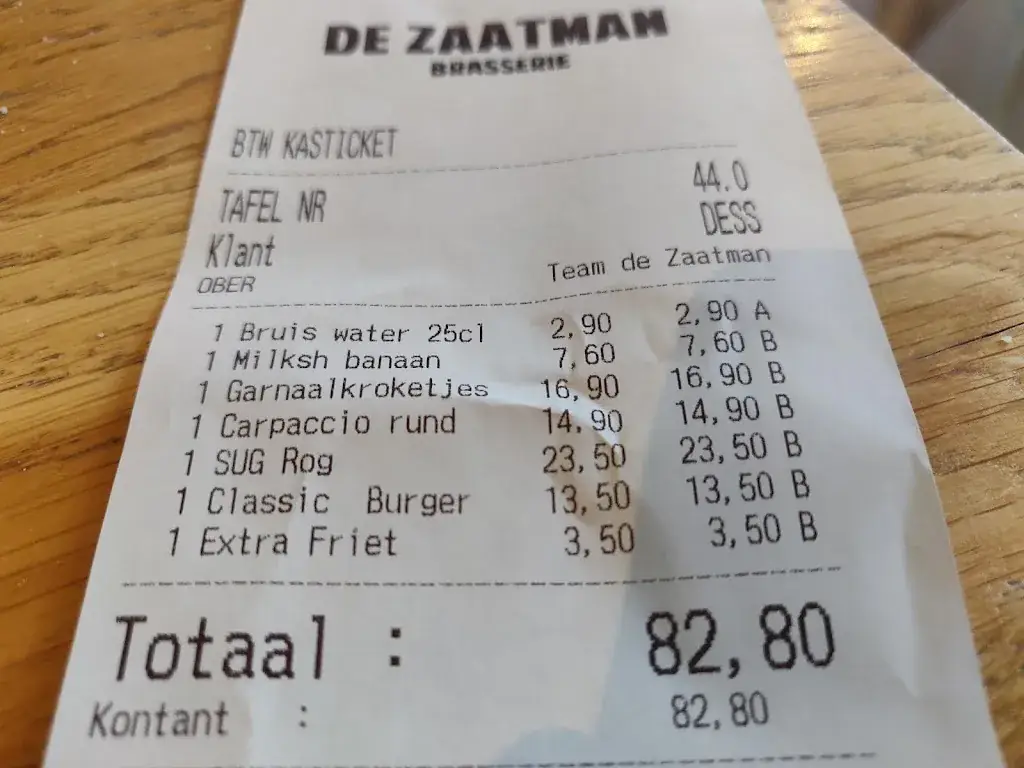 DE ZAATMAN
BRASSERIE
BTW KASTICKET
TAFEL NR 44.0
Klant DESS
OBER Team de Zaatman
1 Bruis water 25cl 2,90 2,90 A
1 Milksh banaan 7,60 7,60 B
1 Garnaalkroketjes 16,90 16,90 B
1 Carpaccio rund 14,90 14,90 B
1 SUG Rog 23,50 23,50 B
1 Classic Burger 13,50 13,50 B
1 Extra Friet 3,50 3,50 B
Totaal : 82,80
Kontant : 82,80